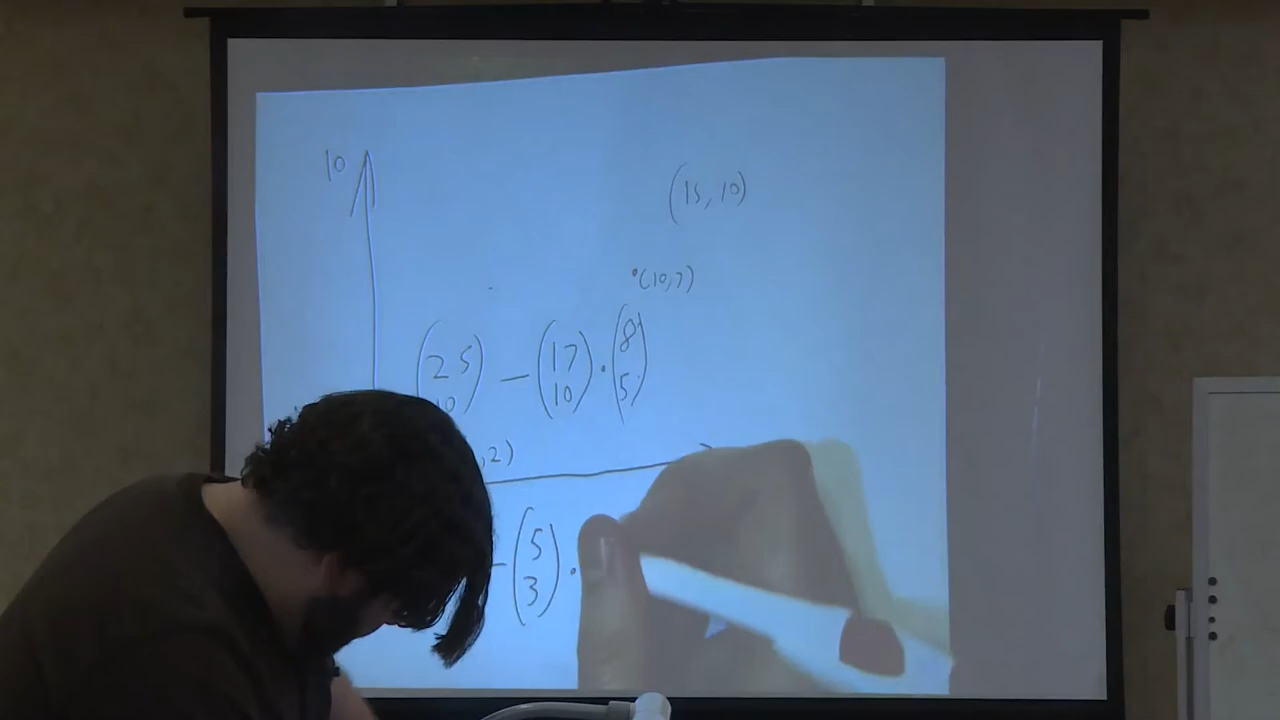 10
(15, 10)
(10,7)
(25 10) - (17 10) · (8 5)
,2)
- (5 3) ·